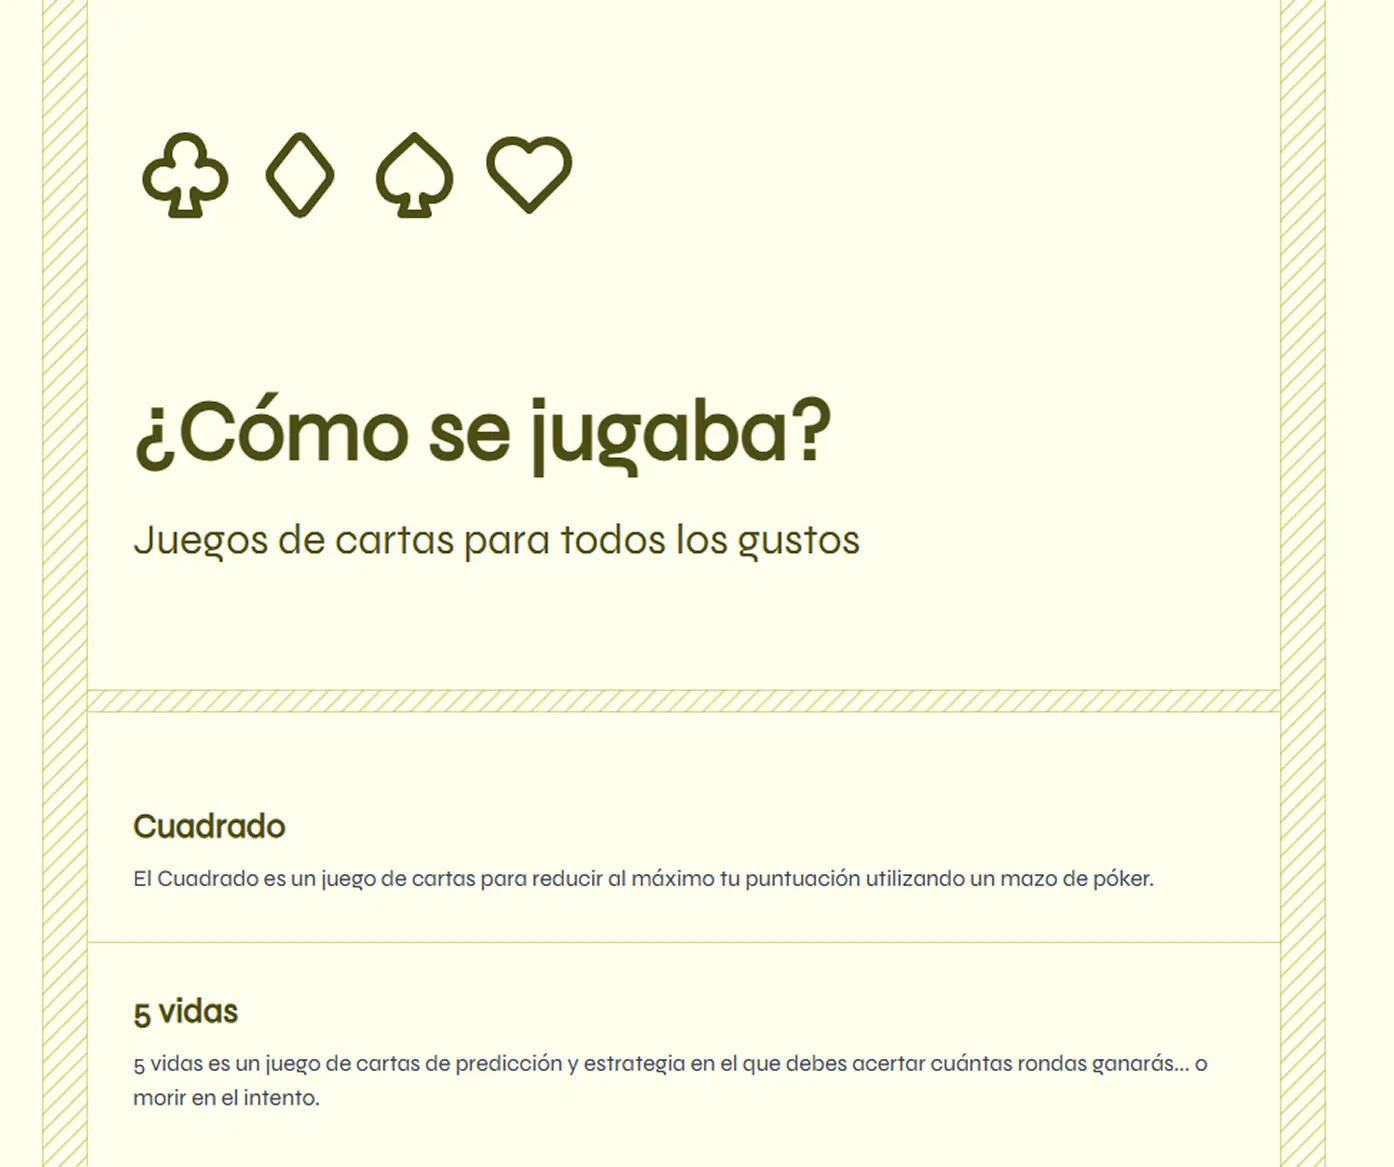 ¿Cómo se jugaba?
Juegos de cartas para todos los gustos
Cuadrado
El Cuadrado es un juego de cartas para reducir al máximo tu puntuación utilizando un mazo de póker.
5 vidas
5 vidas es un juego de cartas de predicción y estrategia en el que debes acertar cuántas rondas ganarás... o
morir en el intento.